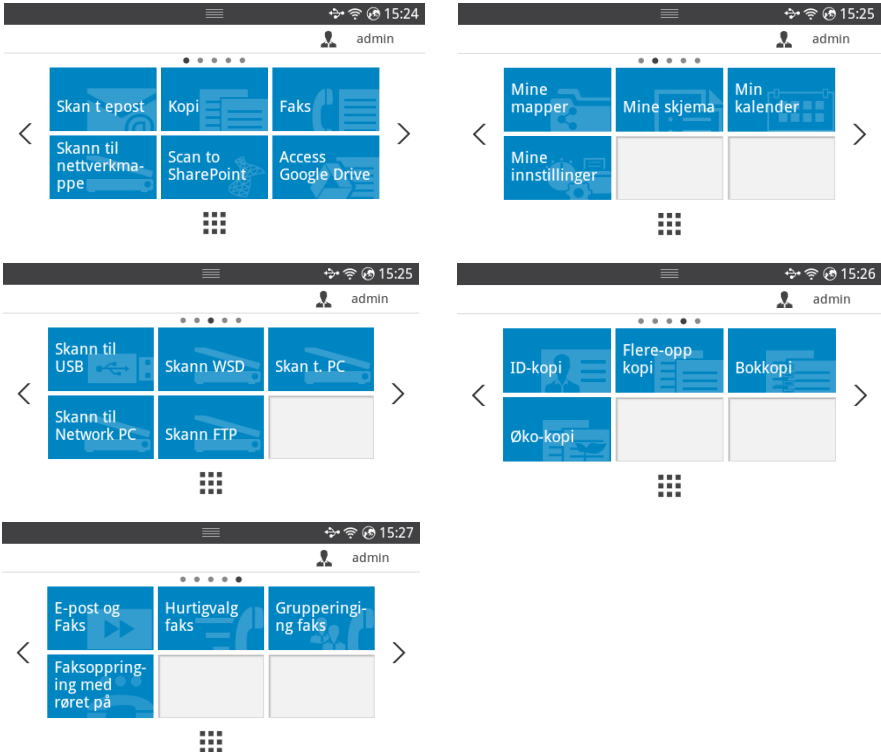 15:24
admin
Skan t epost
Kopi
Faks
Skann til
nettverkma-
ppe
Scan to
SharePoint
Access
Google Drive
15:25
admin
Mine
mapper
Mine skjema
Min
kalender
Mine
innstillinger
15:25
admin
Skann til
USB
Skann WSD
Skan t. PC
Skann til
Network PC
Skann FTP
15:26
admin
ID-kopi
Flere-opp
kopi
Bokkopi
Øko-kopi
15:27
admin
E-post og
Faks
Hurtigvalg
faks
Grupperingi-
ng faks
Faksoppring-
ing med
røret på